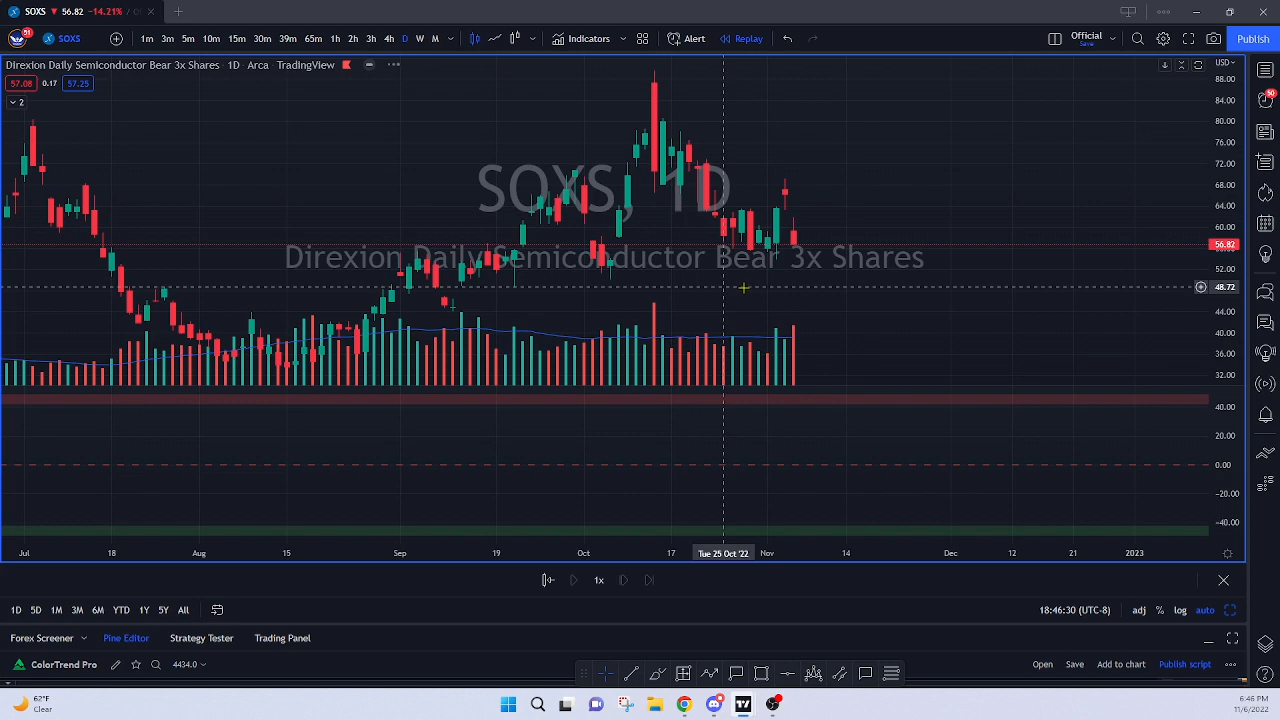 SOXS 56.82 -14.21%
51 SOXS 1m 3m 5m 10m 15m 30m 39m 65m 1h 2h 3h 4h D W M Indicators Alert Replay Official Save Publish
Direxion Daily Semiconductor Bear 3x Shares 1D Arca TradingView
USD
57.08 0.17 57.25
2
88.00
84.00
80.00
76.00
72.00
68.00
64.00
60.00
56.82
52.00
48.72
44.00
40.00
36.00
32.00
SOXS, 1D
Direxion Daily Semiconductor Bear 3x Shares
50
40.00
20.00
0.00
−20.00
−40.00
Jul 18 Aug 15 Sep 19 Oct 17 Tue 25 Oct '22 Nov 14 Dec 12 21 2023
1x
1D 5D 1M 3M 6M YTD 1Y 5Y All 18:46:30 (UTC-8) adj % log auto
Forex Screener Pine Editor Strategy Tester Trading Panel
ColorTrend Pro 4434.0 Open Save Add to chart Publish script
62°F
Clear
6:46 PM
11/6/2022